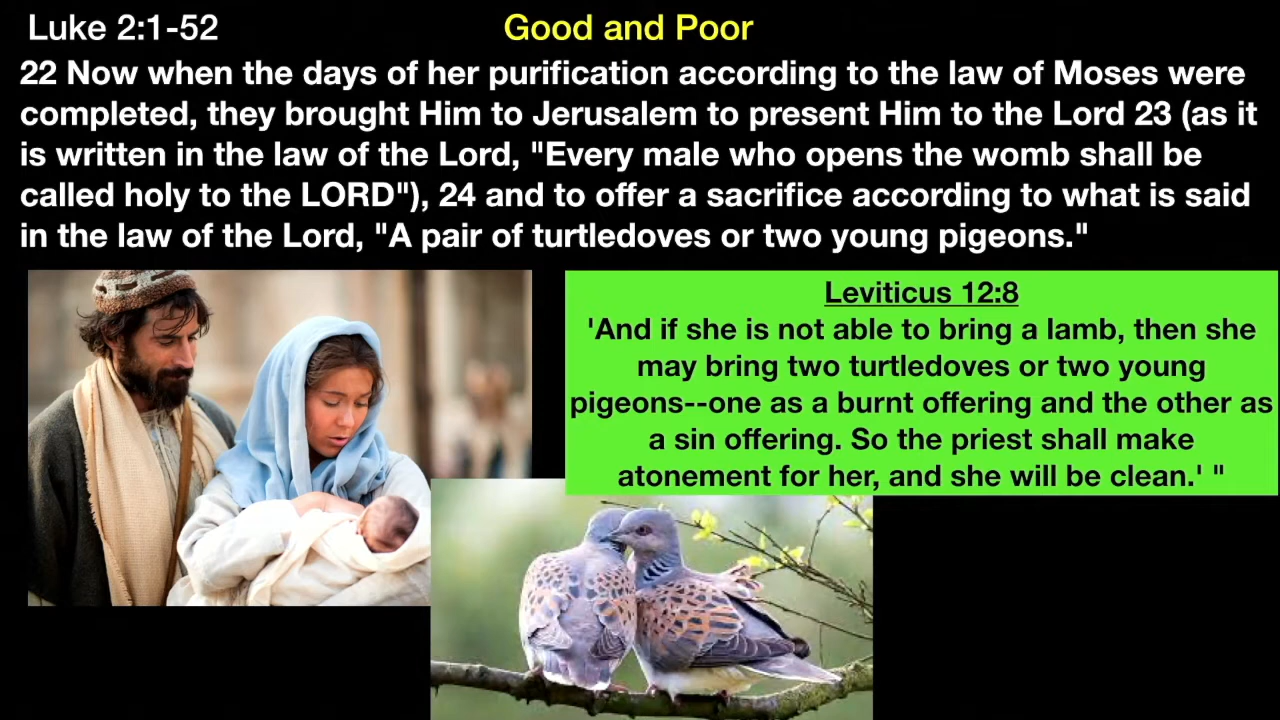 Luke 2:1-52
Good and Poor
22 Now when the days of her purification according to the law of Moses were
completed, they brought Him to Jerusalem to present Him to the Lord 23 (as it
is written in the law of the Lord, "Every male who opens the womb shall be
called holy to the LORD"), 24 and to offer a sacrifice according to what is said
in the law of the Lord, "A pair of turtledoves or two young pigeons."
Leviticus 12:8
'And if she is not able to bring a lamb, then she
may bring two turtledoves or two young
pigeons--one as a burnt offering and the other as
a sin offering. So the priest shall make
atonement for her, and she will be clean.' "